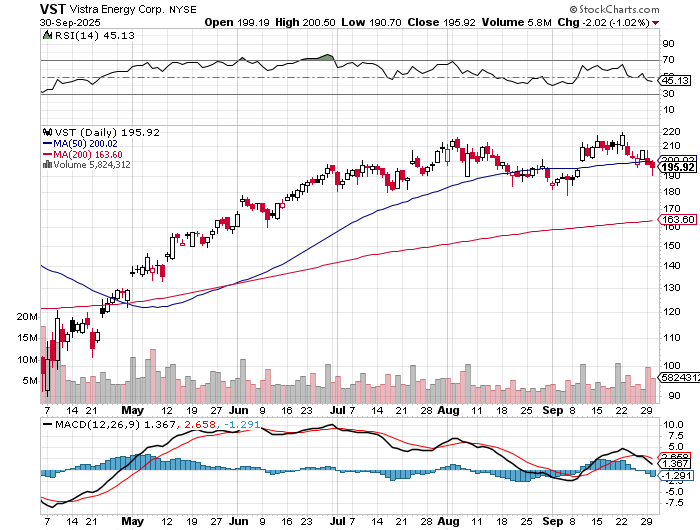 VST Vistra Energy Corp. NYSE
© StockCharts.com
30-Sep-2025
Open 199.19 High 200.50 Low 190.70 Close 195.92 Volume 5.8M Chg -2.02 (-1.02%)
RSI(14) 45.13
90
70
50
45.13
30
10
VST (Daily) 195.92
MA(50) 200.02
MA(200) 163.60
Volume 5,824,312
220
210
200.02
195.92
190
180
170
163.60
160
150
140
130
120
110
100
90
20M
15M
10M
5M
5824312
7 14 21 May 12 19 27 Jun 9 16 23 Jul 7 14 21 28 Aug 11 18 25 Sep 8 15 22 29
MACD(12,26,9) 1.367, 2.658, -1.291
10.0
7.5
5.0
2.658
1.367
-1.291
-2.5
-5.0
-7.5
7 14 21 May 12 19 27 Jun 9 16 23 Jul 7 14 21 28 Aug 11 18 25 Sep 8 15 22 29